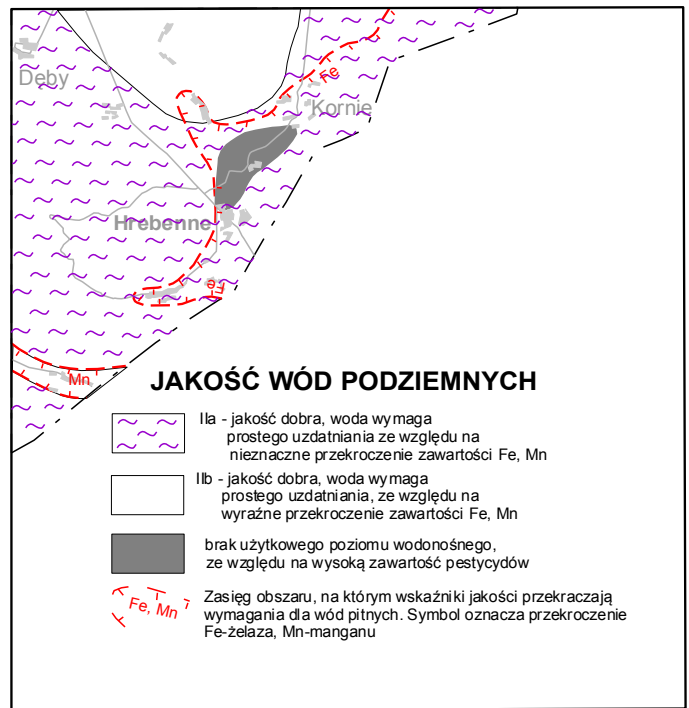 Deby
Fe
Kornie
Hrebenne
Fe
Mn
JAKOŚĆ WÓD PODZIEMNYCH
IIa - jakość dobra, woda wymaga
prostego uzdatniania ze względu na
nieznaczne przekroczenie zawartości Fe, Mn
IIb - jakość dobra, woda wymaga
prostego uzdatniania, ze względu na
wyraźne przekroczenie zawartości Fe, Mn
brak użytkowego poziomu wodonośnego,
ze względu na wysoką zawartość pestycydów
Fe, Mn
Zasięg obszaru, na którym wskaźniki jakości przekraczają
wymagania dla wód pitnych. Symbol oznacza przekroczenie
Fe-żelaza, Mn-manganu